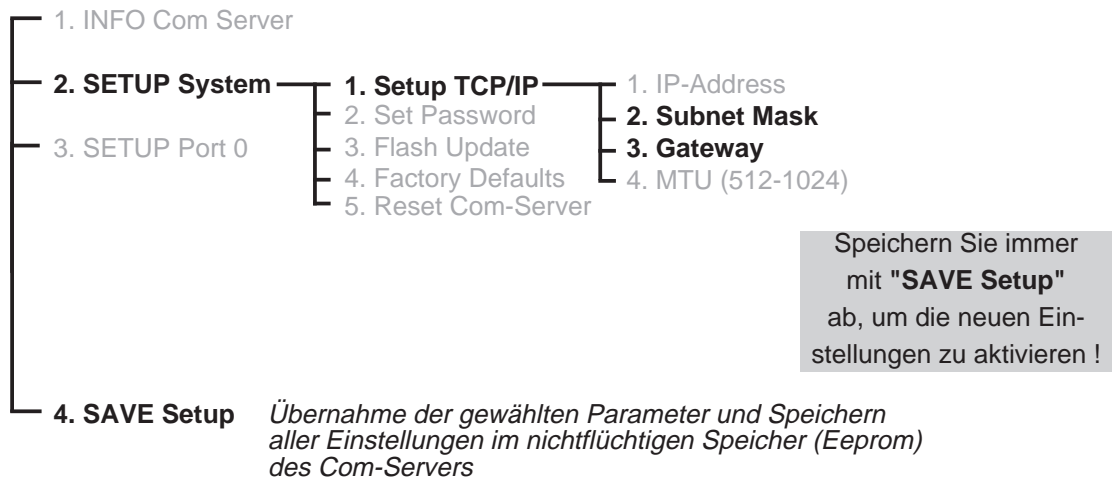 1. INFO Com Server
2. SETUP System
1. Setup TCP/IP
1. IP-Address
2. Set Password
2. Subnet Mask
3. SETUP Port 0
3. Flash Update
3. Gateway
4. Factory Defaults
4. MTU (512-1024)
5. Reset Com-Server
Speichern Sie immer
mit "SAVE Setup"
ab, um die neuen Ein-
stellungen zu aktivieren !
4. SAVE Setup Übernahme der gewählten Parameter und Speichern
aller Einstellungen im nichtflüchtigen Speicher (Eeprom)
des Com-Servers